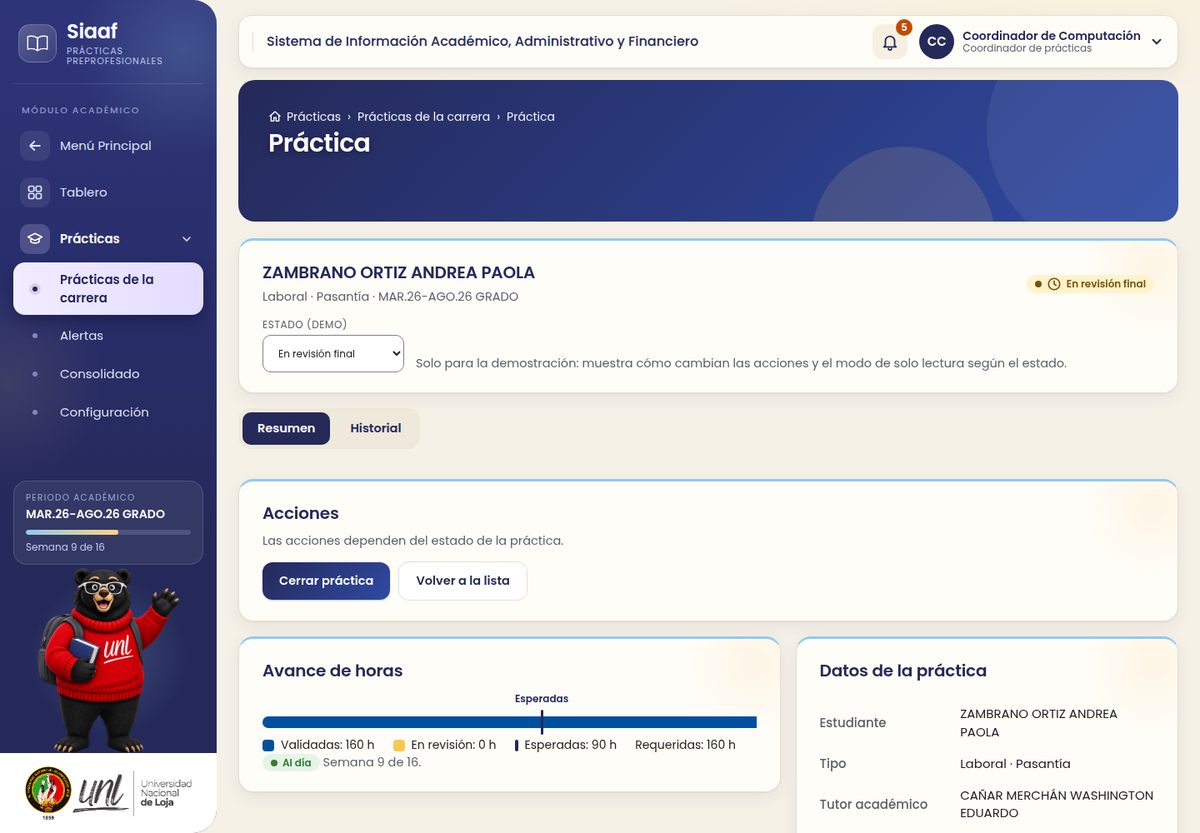 Siaaf
PRÁCTICAS
PREPROFESIONALES
MÓDULO ACADÉMICO
Menú Principal
Tablero
Prácticas
Prácticas de la
carrera
Alertas
Consolidado
Configuración
PERIODO ACADÉMICO
MAR.26-AGO.26 GRADO
Semana 9 de 16
unl
1859
unl
Universidad
Nacional
de Loja
Sistema de Información Académico, Administrativo y Financiero
5
CC
Coordinador de Computación
Coordinador de prácticas
Prácticas › Prácticas de la carrera › Práctica
Práctica
ZAMBRANO ORTIZ ANDREA PAOLA
Laboral · Pasantía · MAR.26-AGO.26 GRADO
En revisión final
ESTADO (DEMO)
En revisión final
Solo para la demostración: muestra cómo cambian las acciones y el modo de solo lectura según el estado.
Resumen
Historial
Acciones
Las acciones dependen del estado de la práctica.
Cerrar práctica
Volver a la lista
Avance de horas
Esperadas
Validadas: 160 h
En revisión: 0 h
Esperadas: 90 h
Requeridas: 160 h
Al día
Semana 9 de 16.
Datos de la práctica
Estudiante
ZAMBRANO ORTIZ ANDREA
PAOLA
Tipo
Laboral · Pasantía
Tutor académico
CAÑAR MERCHÁN WASHINGTON
EDUARDO